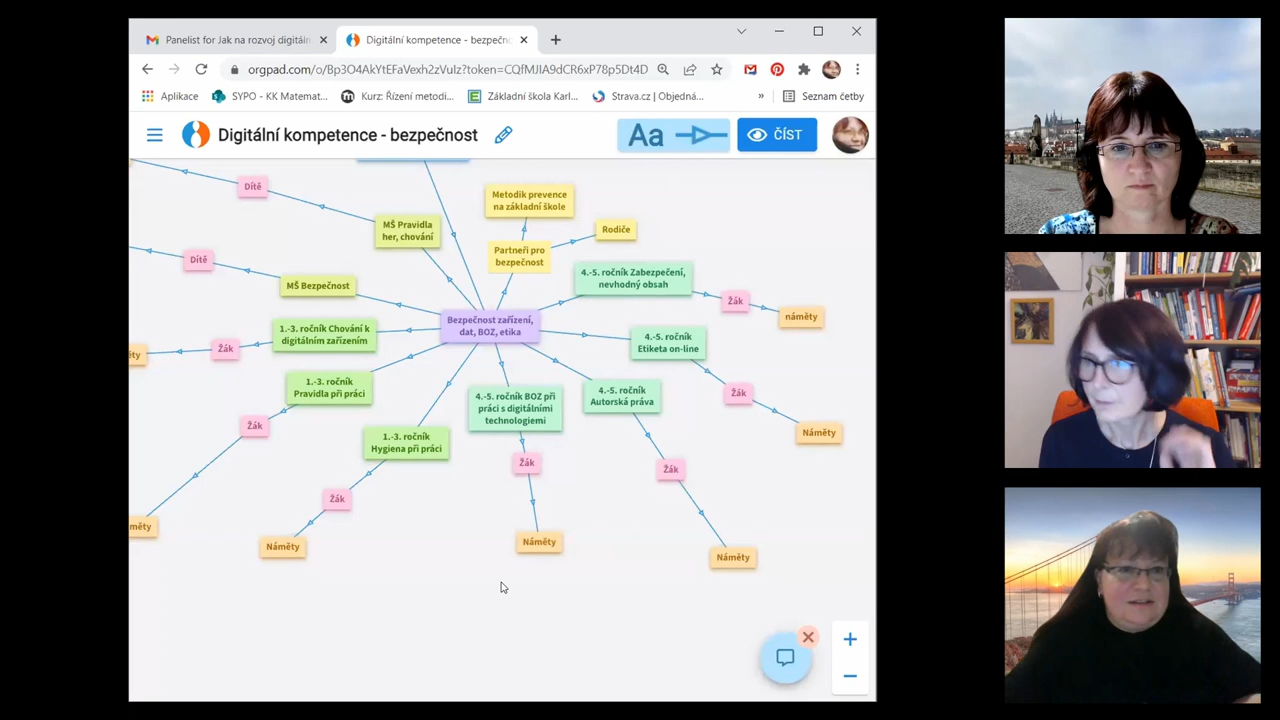 Panelist for Jak na rozvoj digitáln
Digitální kompetence - bezpečno
orgpad.com/o/Bp3O4AkYtEFaVexh2zVuIz?token=CQfMJIA9dCR6xP78p5Dt4D
Aplikace
SYPO - KK Matemat...
Kurz: Řízení metodi...
Základní škola Karl...
Strava.cz | Objedná...
»
Seznam četby
Digitální kompetence - bezpečnost
Aa
ČÍST
Dítě
MŠ Pravidla
her, chování
Metodik prevence
na základní škole
Rodiče
Partneři pro
bezpečnost
Dítě
MŠ Bezpečnost
4.-5. ročník Zabezpečení,
nevhodný obsah
Žák
náměty
Bezpečnost zařízení,
dat, BOZ, etika
1.-3. ročník Chování k
digitálním zařízením
Žák
ěty
4.-5. ročník
Etiketa on-line
Žák
Náměty
1.-3. ročník
Pravidla při práci
Žák
měty
4.-5. ročník BOZ při
práci s digitálními
technologiemi
Žák
Náměty
4.-5. ročník
Autorská práva
Žák
Náměty
1.-3. ročník
Hygiena při práci
Žák
Náměty